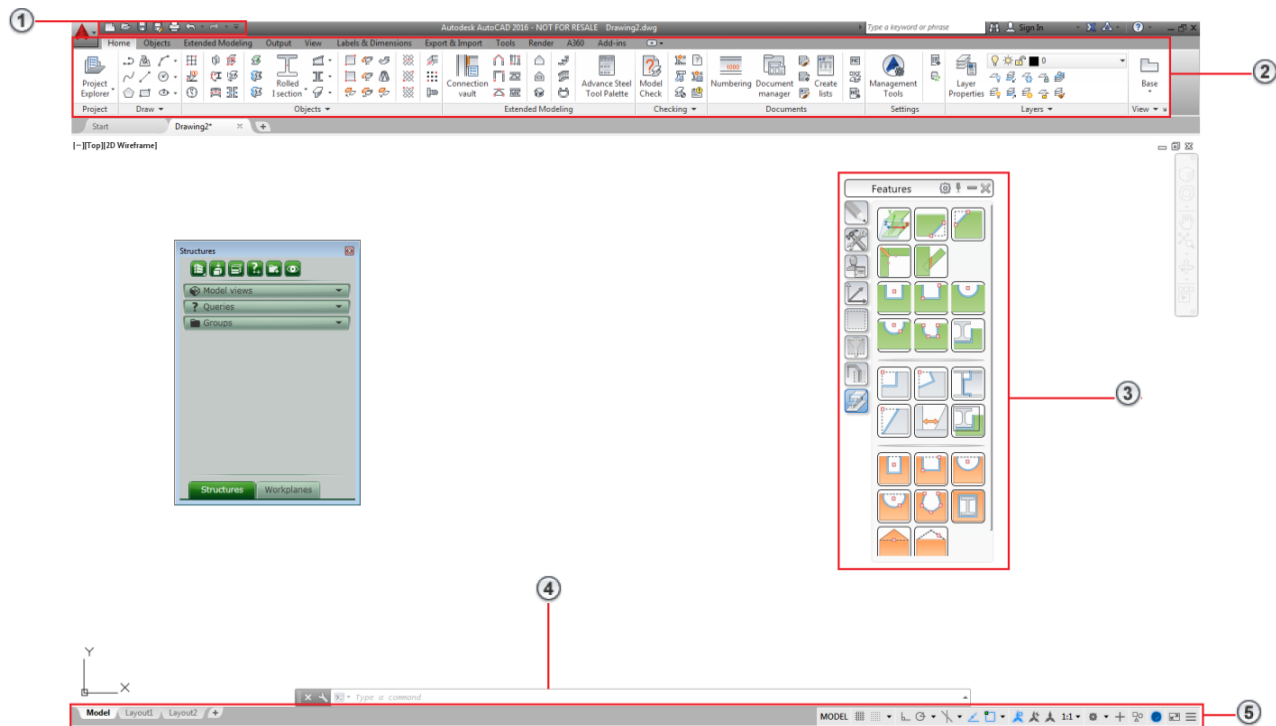 1
Autodesk AutoCAD 2016 - NOT FOR RESALE Drawing2.dwg
Type a keyword or phrase
Sign In
Home Objects Extended Modeling Output View Labels & Dimensions Export & Import Tools Render A360 Add-ins
2
Project Explorer
Rolled I section
Connection vault
Advance Steel Tool Palette
Model Check
1000
Numbering
Document manager
Create lists
Management Tools
Layer Properties
0
Base
Project Draw Objects Extended Modeling Checking Documents Settings Layers View
Start Drawing2* +
[−][Top][2D Wireframe]
Features
Structures
Model views
? Queries
Groups
3
Structures Workplanes
4
Y
X
Type a command
Model Layout1 Layout2 +
MODEL 1:1
5